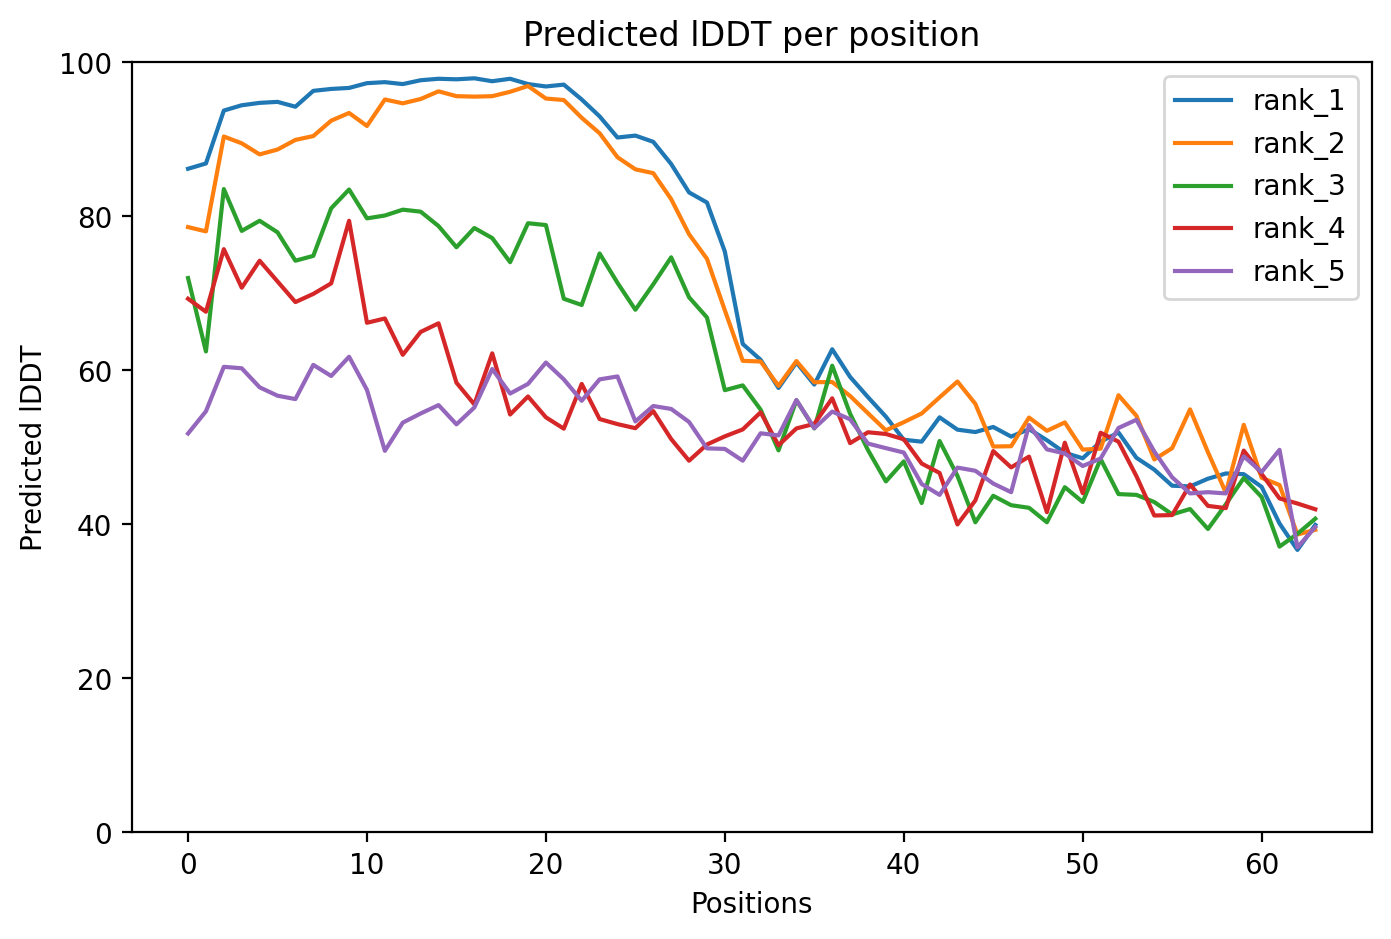 Predicted lDDT per position
100
80
60
40
20
0
Predicted lDDT
rank_1
rank_2
rank_3
rank_4
rank_5
0 10 20 30 40 50 60
Positions